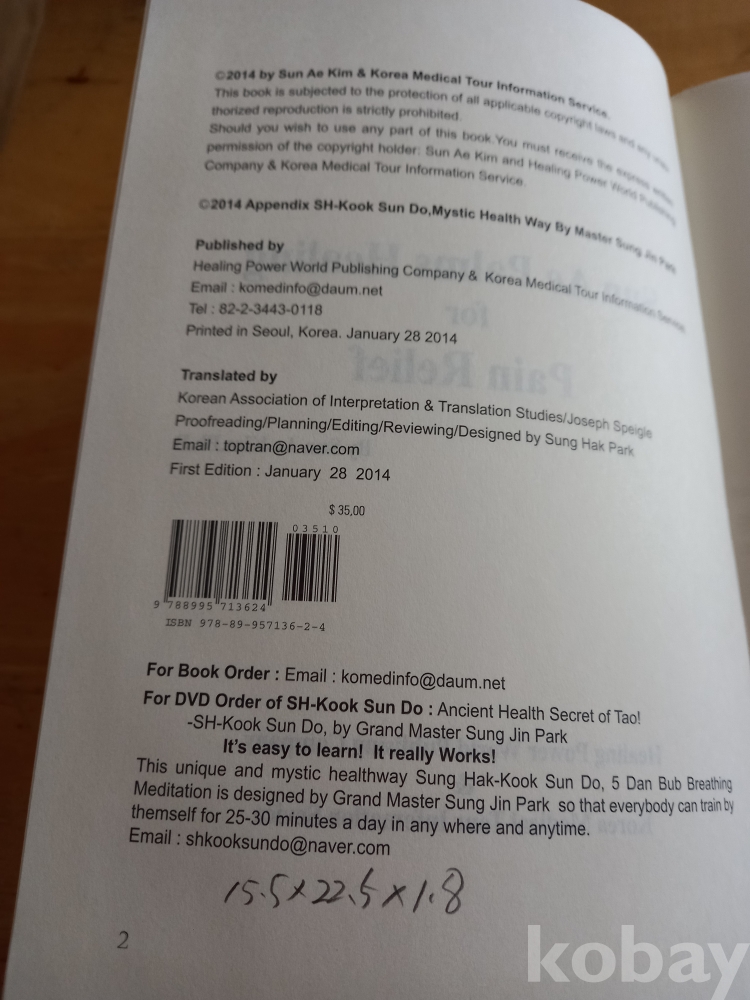 ©2014 by Sun Ae Kim & Korea Medical Tour Information Service.
This book is subjected to the protection of all applicable copyright laws and any unau-
thorized reproduction is strictly prohibited.
Should you wish to use any part of this book.You must receive the express written
permission of the copyright holder: Sun Ae Kim and Healing Power World Publishing
Company & Korea Medical Tour Information Service.
©2014 Appendix SH-Kook Sun Do,Mystic Health Way By Master Sung Jin Park
Published by
Healing Power World Publishing Company & Korea Medical Tour Information Service
Email : komedinfo@daum.net
Tel : 82-2-3443-0118
Printed in Seoul, Korea. January 28 2014
Translated by
Korean Association of Interpretation & Translation Studies/Joseph Speigle
Proofreading/Planning/Editing/Reviewing/Designed by Sung Hak Park
Email : toptran@naver.com
First Edition : January 28 2014
$ 35,00
03510
9 788995 713624
ISBN 978-89-957136-2-4
For Book Order : Email : komedinfo@daum.net
For DVD Order of SH-Kook Sun Do : Ancient Health Secret of Tao!
-SH-Kook Sun Do, by Grand Master Sung Jin Park
It's easy to learn! It really Works!
This unique and mystic healthway Sung Hak-Kook Sun Do, 5 Dan Bub Breathing
Meditation is designed by Grand Master Sung Jin Park so that everybody can train by
themself for 25-30 minutes a day in any where and anytime.
Email : shkooksundo@naver.com
15.5×22.5×1.8
2
kobay